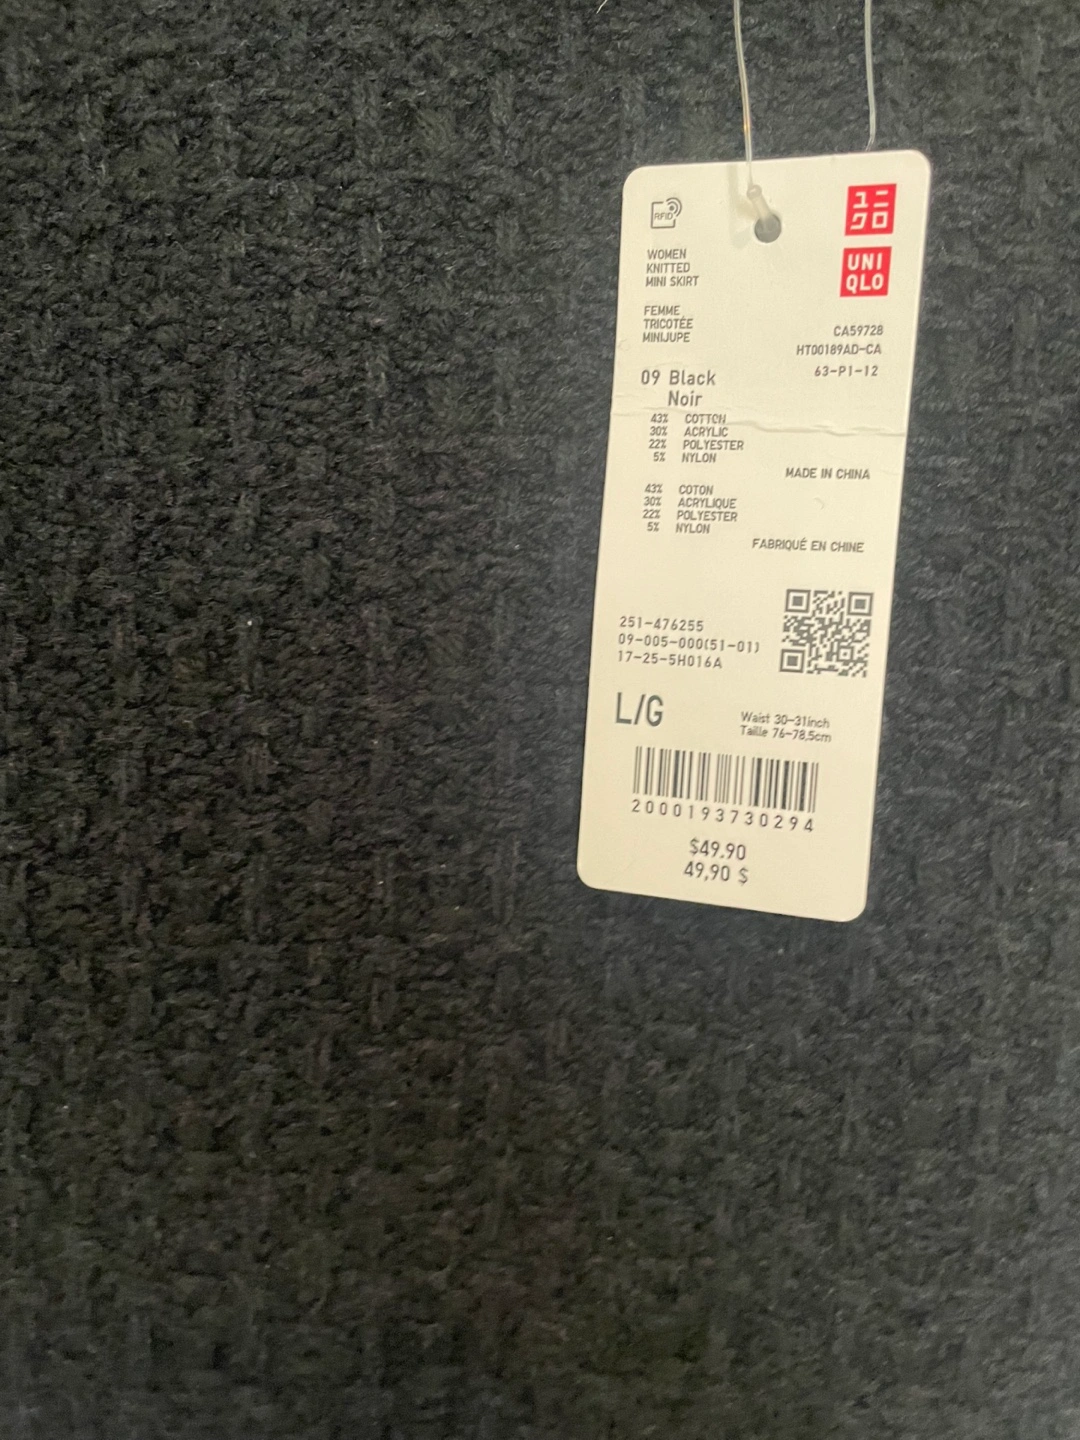 RFID
ユニ
クロ
UNI
QLO
WOMEN
KNITTED
MINI SKIRT
FEMME
TRICOTÉE
MINIJUPE
CA59728
HT00189AD-CA
63-P1-12
09 Black
Noir
43% COTTON
30% ACRYLIC
22% POLYESTER
5% NYLON
MADE IN CHINA
43% COTON
30% ACRYLIQUE
22% POLYESTER
5% NYLON
FABRIQUÉ EN CHINE
251-476255
09-005-000(51-01)
17-25-5H016A
L/G
Waist 30-31inch
Taille 76-78,5cm
2000193730294
$49.90
49,90 $